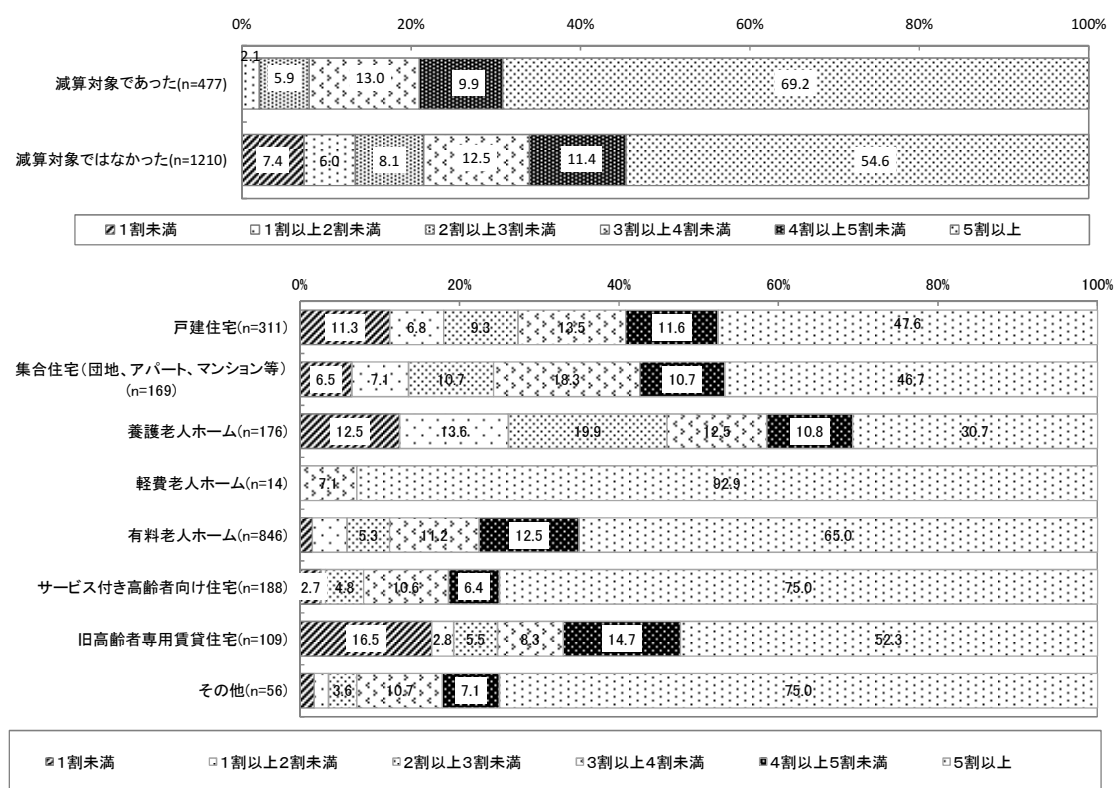 0% 20% 40% 60% 80% 100%
減算対象であった(n=477) 2.1 5.9 13.0 9.9 69.2
減算対象ではなかった(n=1210) 7.4 6.0 8.1 12.5 11.4 54.6
1割未満 1割以上2割未満 2割以上3割未満 3割以上4割未満 4割以上5割未満 5割以上
0% 20% 40% 60% 80% 100%
戸建住宅(n=311) 11.3 6.8 9.3 13.5 11.6 47.6
集合住宅(団地、アパート、マンション等)
(n=169) 6.5 7.1 10.7 18.3 10.7 46.7
養護老人ホーム(n=176) 12.5 13.6 19.9 12.5 10.8 30.7
軽費老人ホーム(n=14) 7.1 92.9
有料老人ホーム(n=846) 5.3 11.2 12.5 65.0
サービス付き高齢者向け住宅(n=188) 2.7 4.8 10.6 6.4 75.0
旧高齢者専用賃貸住宅(n=109) 16.5 2.8 5.5 8.3 14.7 52.3
その他(n=56) 3.6 10.7 7.1 75.0
1割未満 1割以上2割未満 2割以上3割未満 3割以上4割未満 4割以上5割未満 5割以上